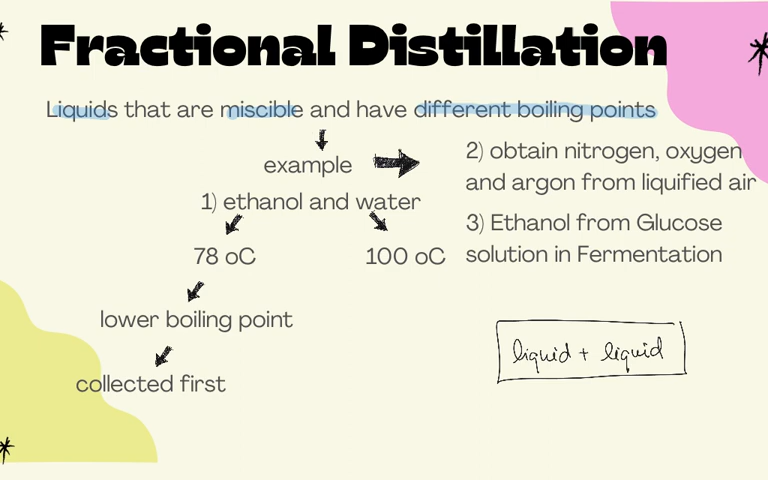 Fractional Distillation
Liquids that are miscible and have different boiling points
example
1) ethanol and water
78 oC
100 oC
lower boiling point
collected first
2) obtain nitrogen, oxygen
and argon from liquified air
3) Ethanol from Glucose
solution in Fermentation
liquid + liquid